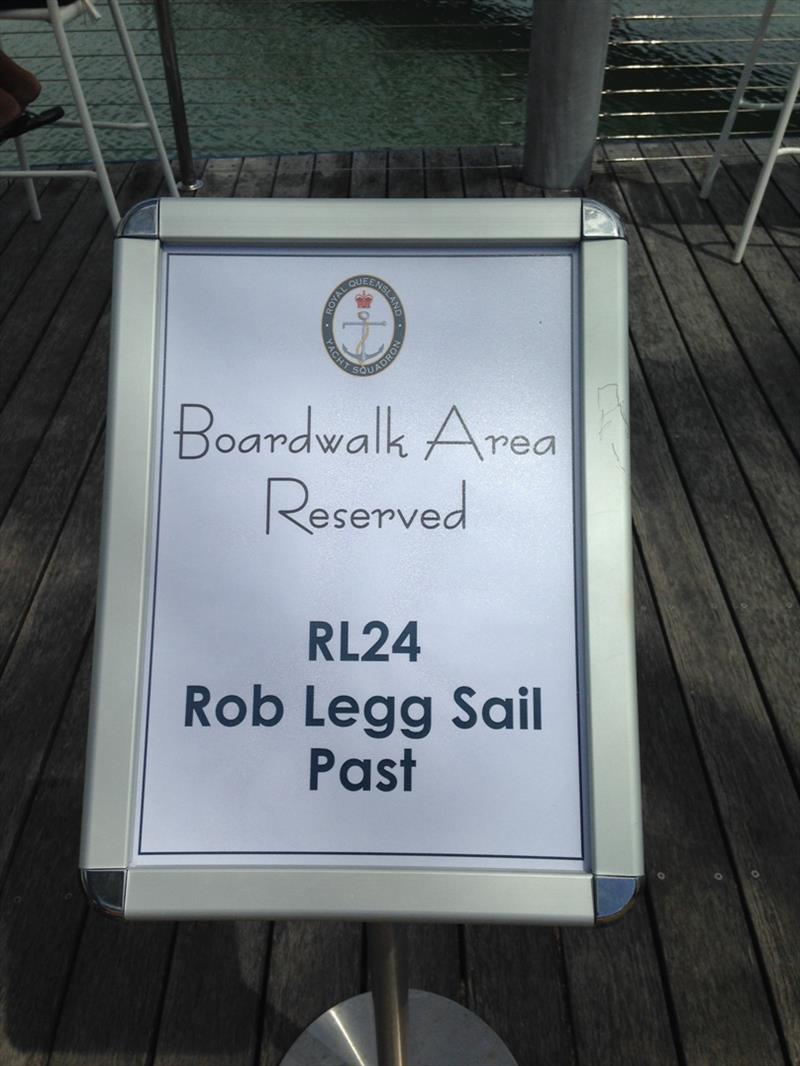 ROYAL QUEENSLAND
YACHT SQUADRON
Boardwalk Area
Reserved
RL24
Rob Legg Sail
Past